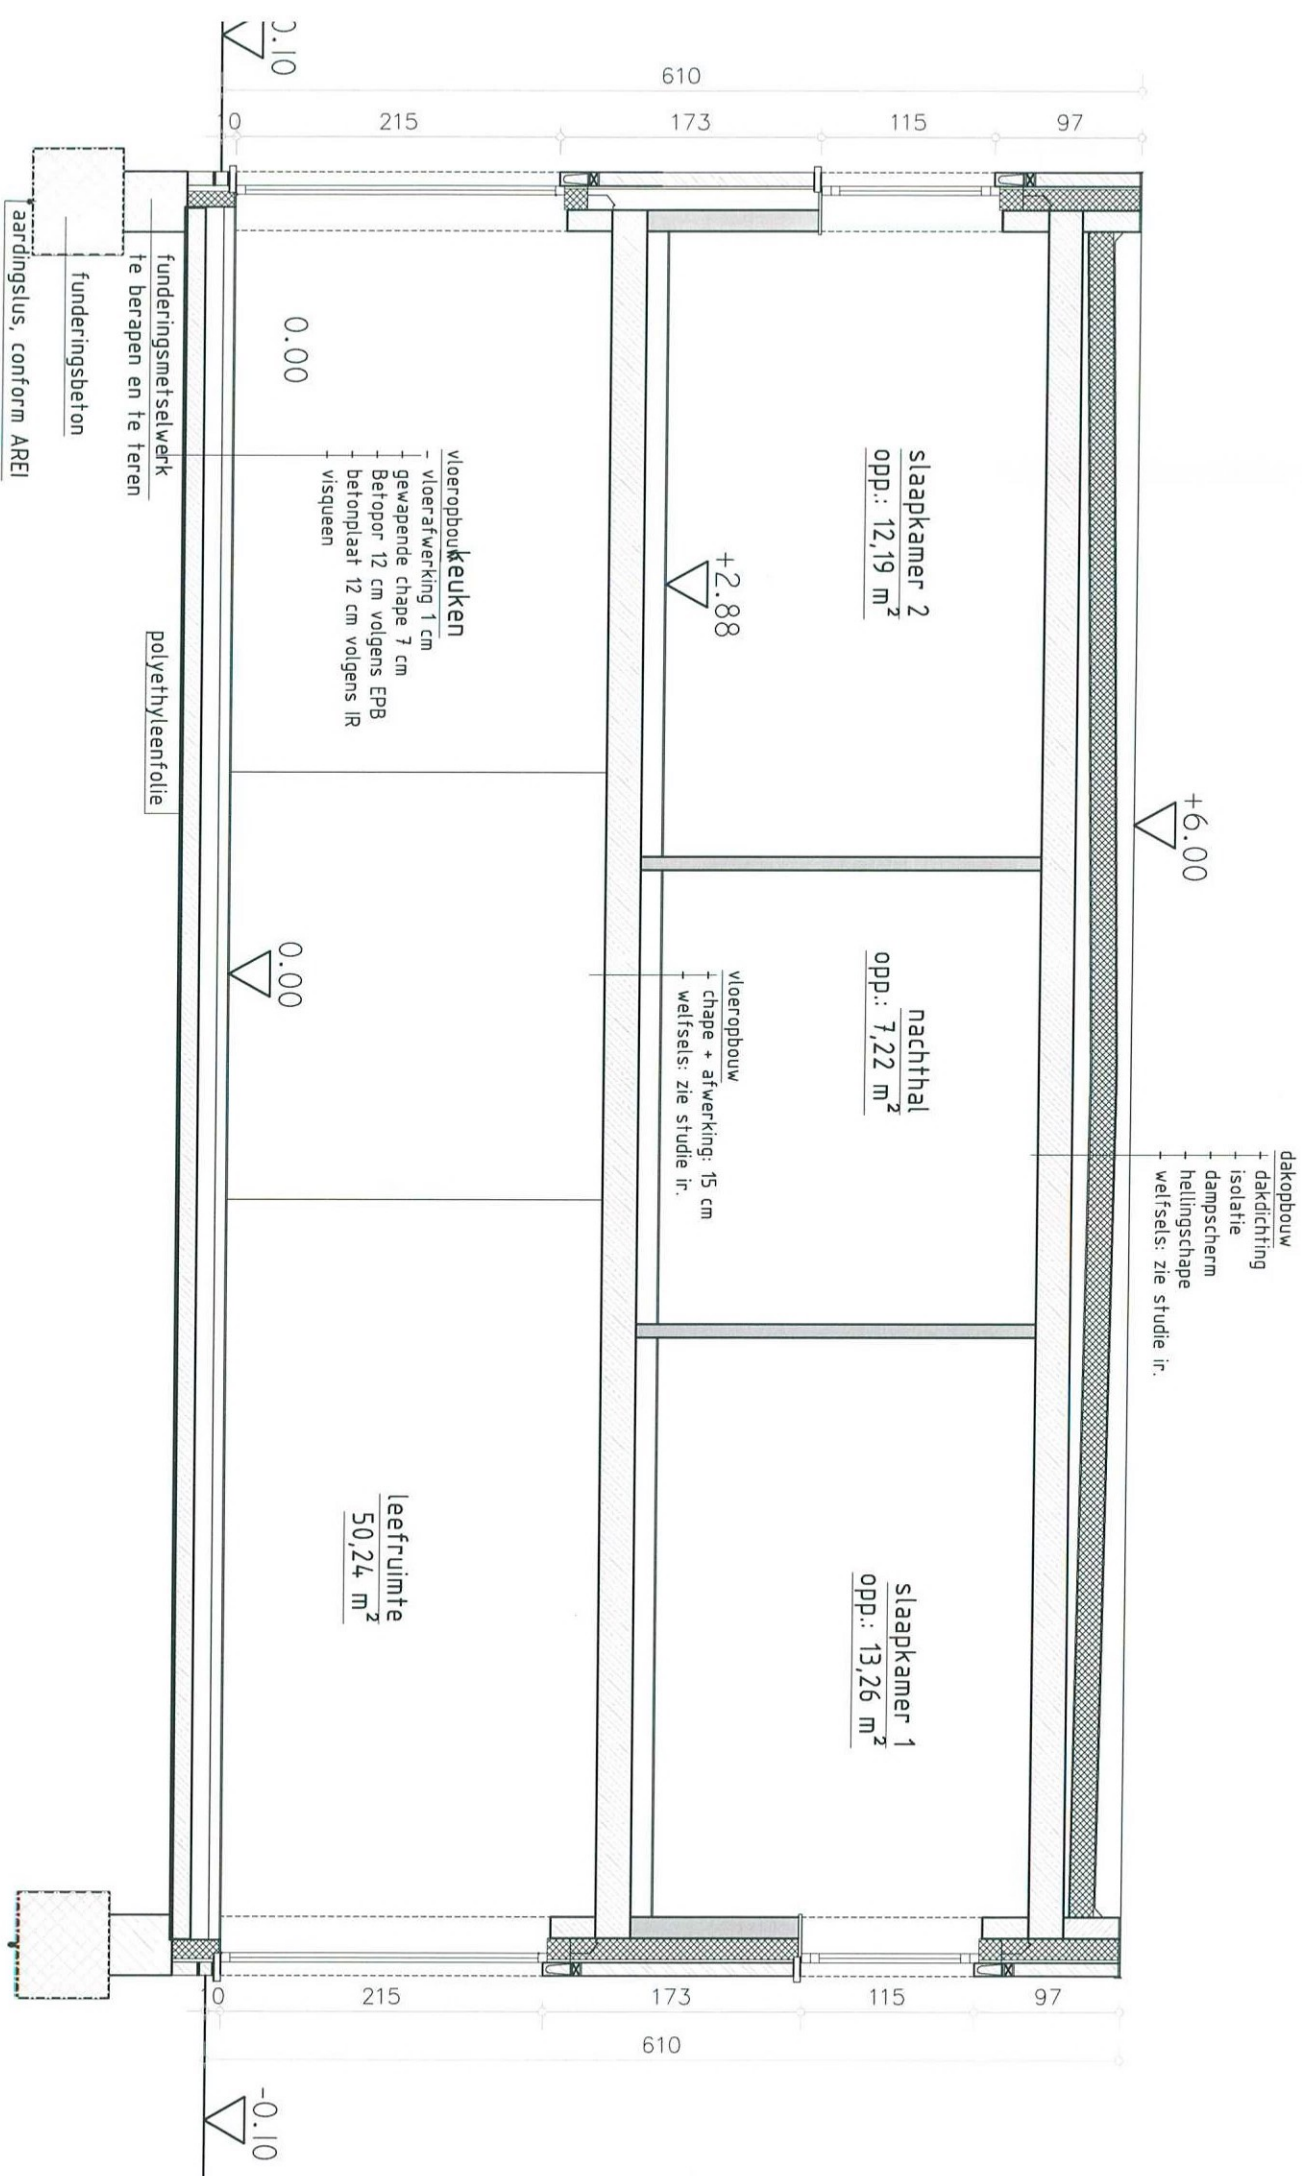 dakopbouw
- dakdichting
- isolatie
- dampscherm
- hellingschape
- welfsels: zie studie ir.
+6.00
slaapkamer 2
opp.: 12,19 m²
nachthal
opp.: 7,22 m²
slaapkamer 1
opp.: 13,26 m²
+2.88
vloeropbouw
- chape + afwerking: 15 cm
- welfsels: zie studie ir.
keuken
vloeropbouw
- vloerafwerking 1 cm
- gewapende chape 7 cm
- Betopor 12 cm volgens EPB
- betonplaat 12 cm volgens IR
- visqueen
leefruimte
50,24 m²
0.00
0.00
funderingsmetselwerk
te berapen en te teren
funderingsbeton
aardingslus, conform AREI
polyethyleenfolie
610
10
215
173
115
97
0.10
10
215
173
115
97
610
-0.10